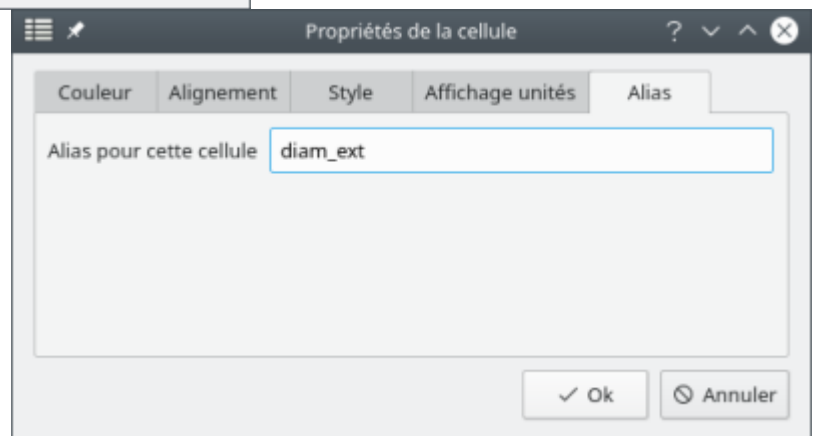 Propriétés de la cellule ?
Couleur Alignement Style Affichage unités Alias
Alias pour cette cellule diam_ext
Ok Annuler